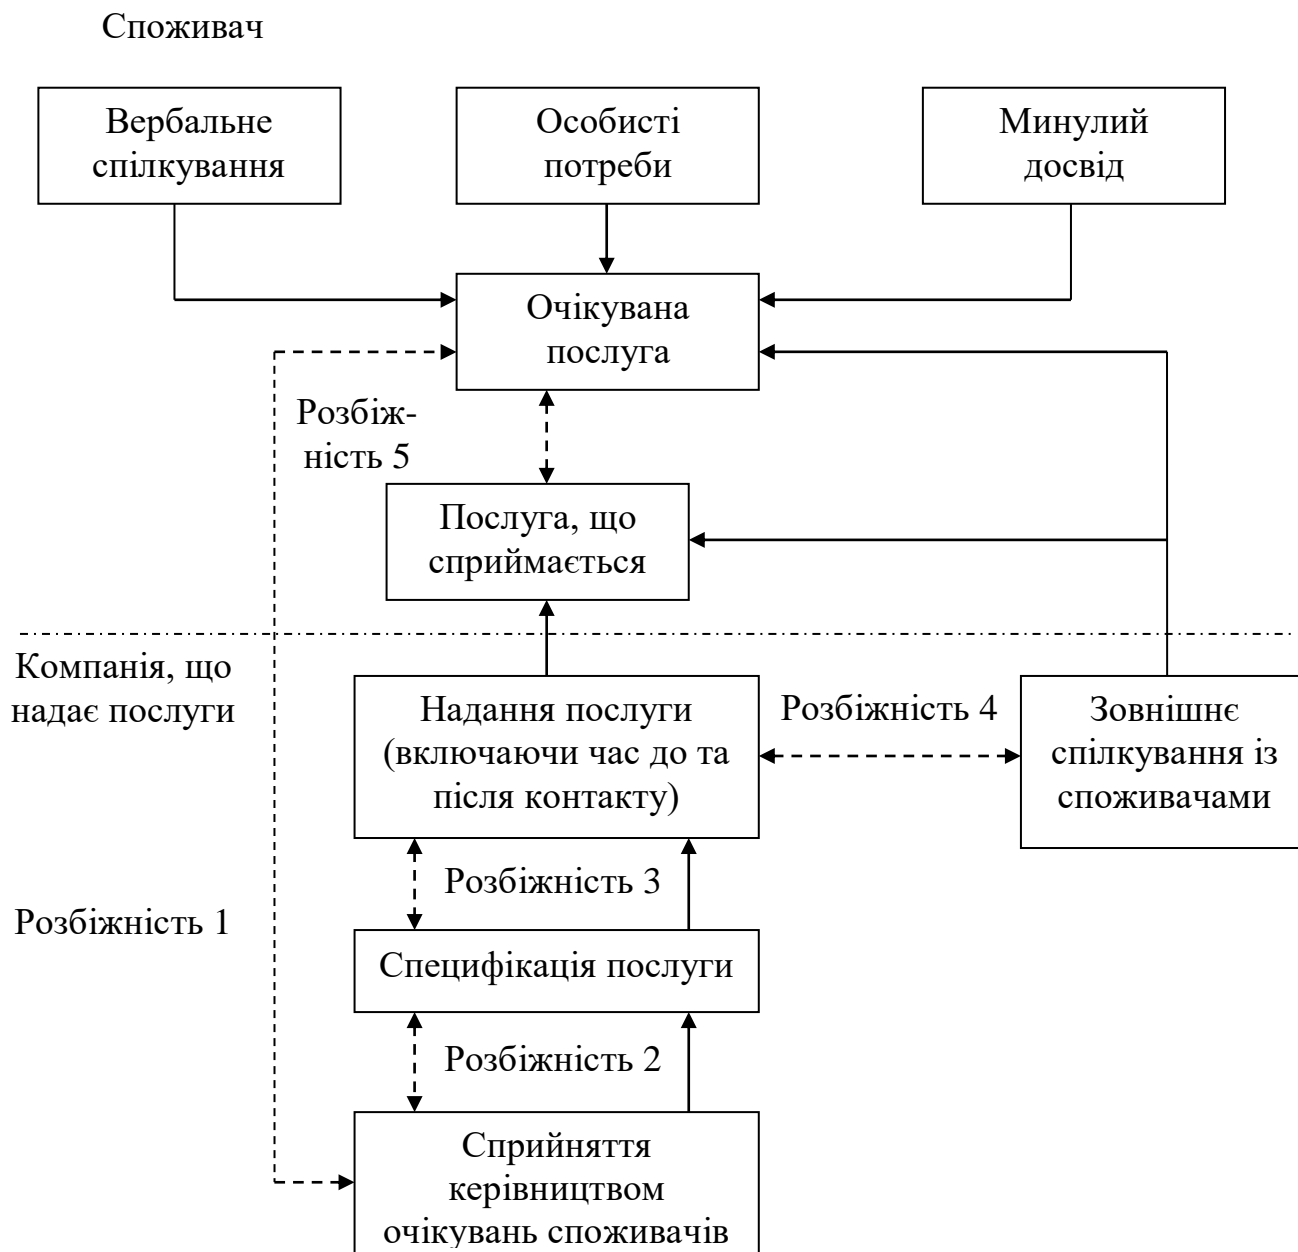 Споживач
Вербальне
спілкування
Особисті
потреби
Минулий
досвід
Очікувана
послуга
Розбіж-
ність 5
Послуга, що
сприймається
Компанія, що
надає послуги
Надання послуги
(включаючи час до та
після контакту)
Розбіжність 4
Зовнішнє
спілкування із
споживачами
Розбіжність 3
Розбіжність 1
Специфікація послуги
Розбіжність 2
Сприйняття
керівництвом
очікувань споживачів